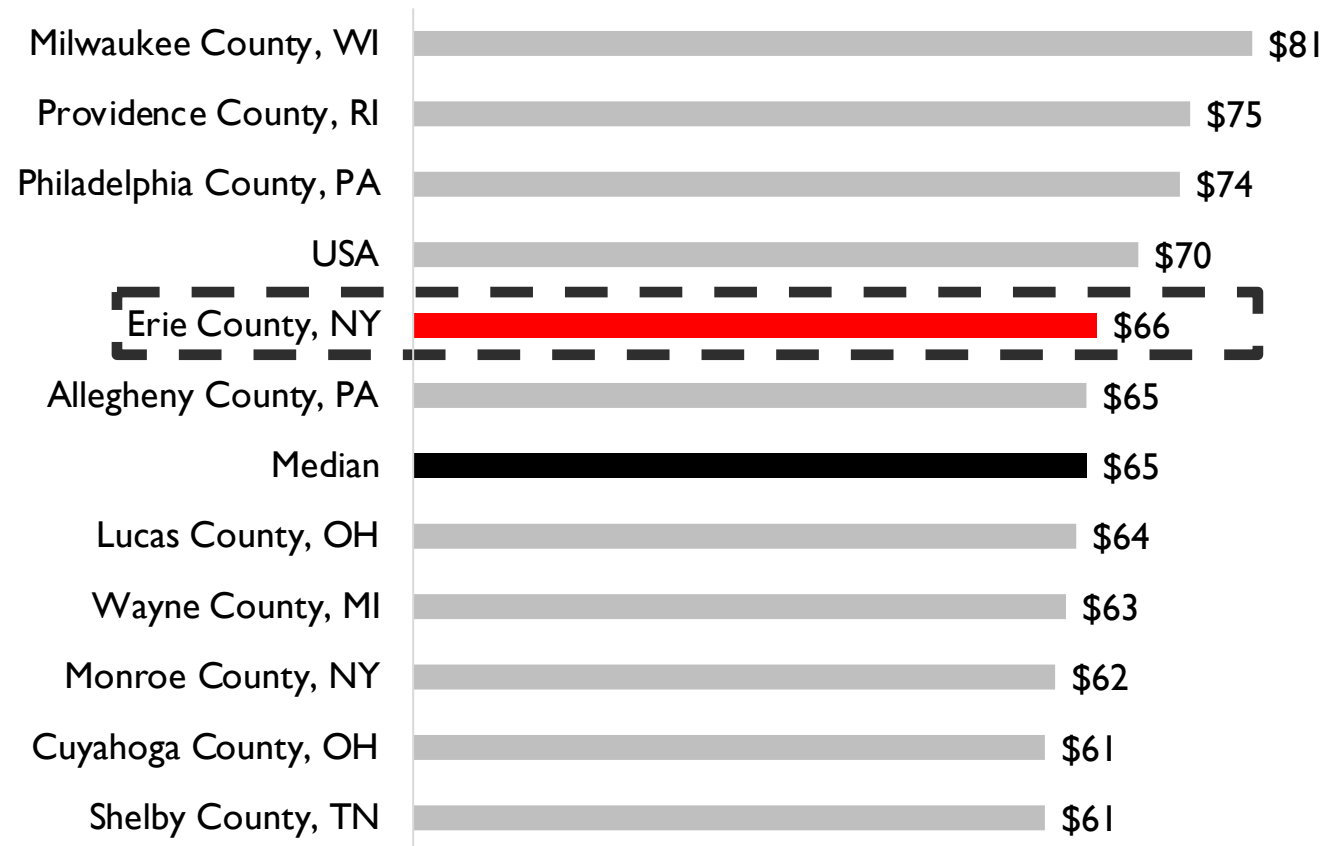 Milwaukee County, WI $81
Providence County, RI $75
Philadelphia County, PA $74
USA $70
Erie County, NY $66
Allegheny County, PA $65
Median $65
Lucas County, OH $64
Wayne County, MI $63
Monroe County, NY $62
Cuyahoga County, OH $61
Shelby County, TN $61